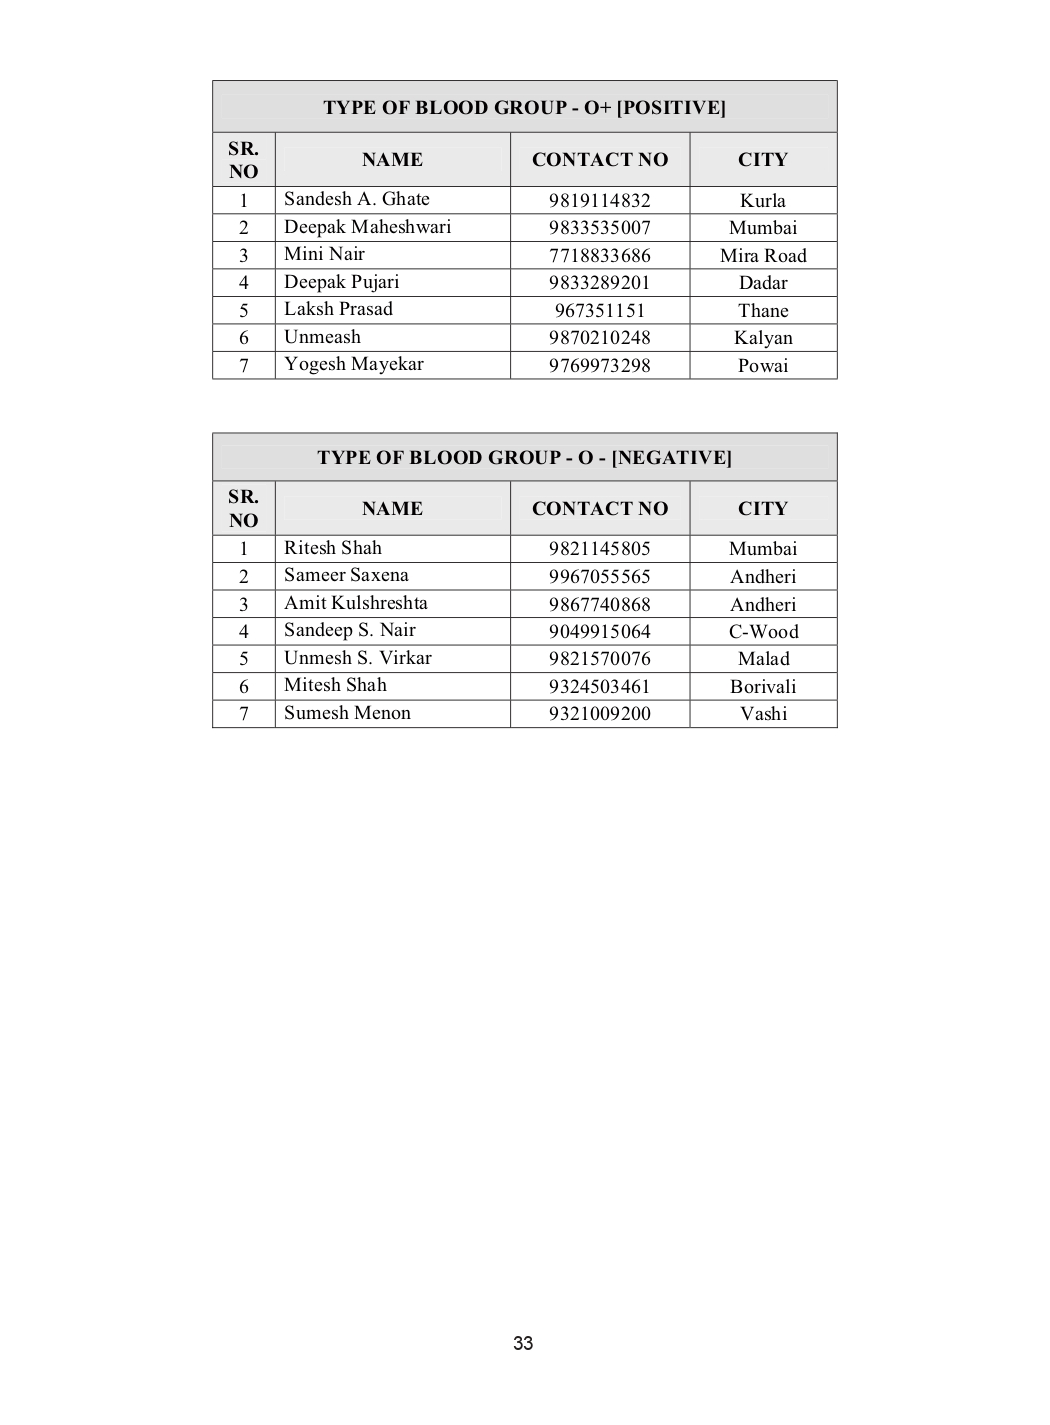 TYPE OF BLOOD GROUP - O+ [POSITIVE]
SR. NO NAME CONTACT NO CITY
1 Sandesh A. Ghate 9819114832 Kurla
2 Deepak Maheshwari 9833535007 Mumbai
3 Mini Nair 7718833686 Mira Road
4 Deepak Pujari 9833289201 Dadar
5 Laksh Prasad 967351151 Thane
6 Unmeash 9870210248 Kalyan
7 Yogesh Mayekar 9769973298 Powai
TYPE OF BLOOD GROUP - O - [NEGATIVE]
SR. NO NAME CONTACT NO CITY
1 Ritesh Shah 9821145805 Mumbai
2 Sameer Saxena 9967055565 Andheri
3 Amit Kulshreshta 9867740868 Andheri
4 Sandeep S. Nair 9049915064 C-Wood
5 Unmesh S. Virkar 9821570076 Malad
6 Mitesh Shah 9324503461 Borivali
7 Sumesh Menon 9321009200 Vashi
33